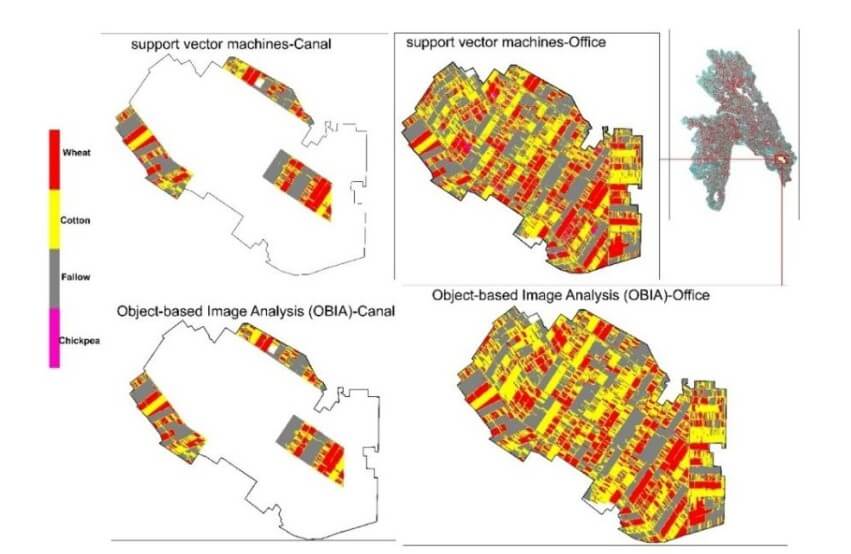 support vector machines-Canal
support vector machines-Office
Wheat
Cotton
Fallow
Chickpea
Object-based Image Analysis (OBIA)-Canal
Object-based Image Analysis (OBIA)-Office